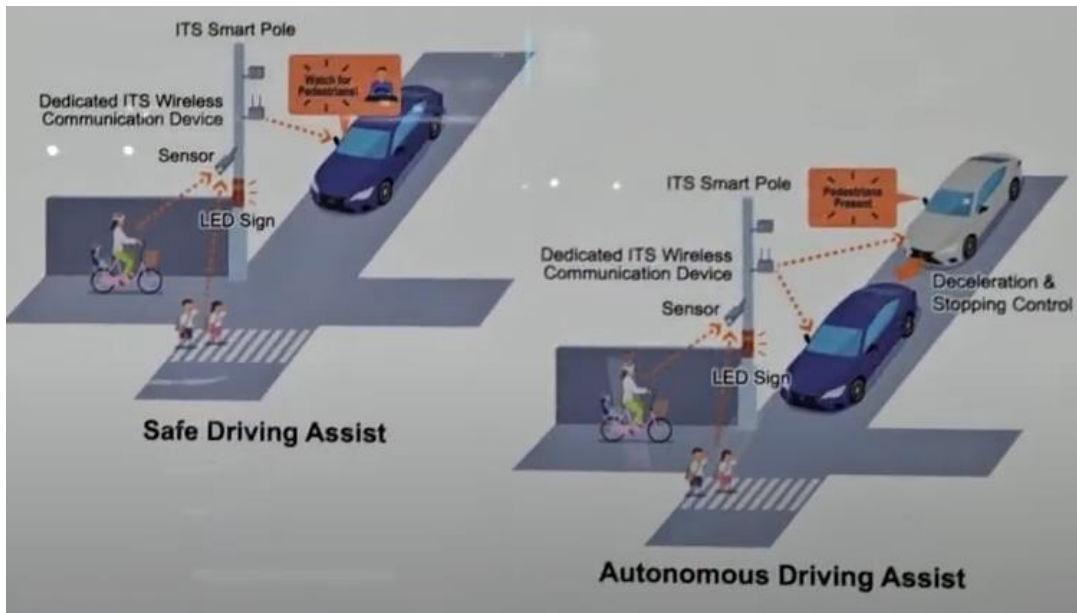 ITS Smart Pole
Watch for
Pedestrians!
Dedicated ITS Wireless
Communication Device
Sensor
LED Sign
Safe Driving Assist
ITS Smart Pole
Pedestrians
Present
Dedicated ITS Wireless
Communication Device
Deceleration &
Stopping Control
Sensor
LED Sign
Autonomous Driving Assist